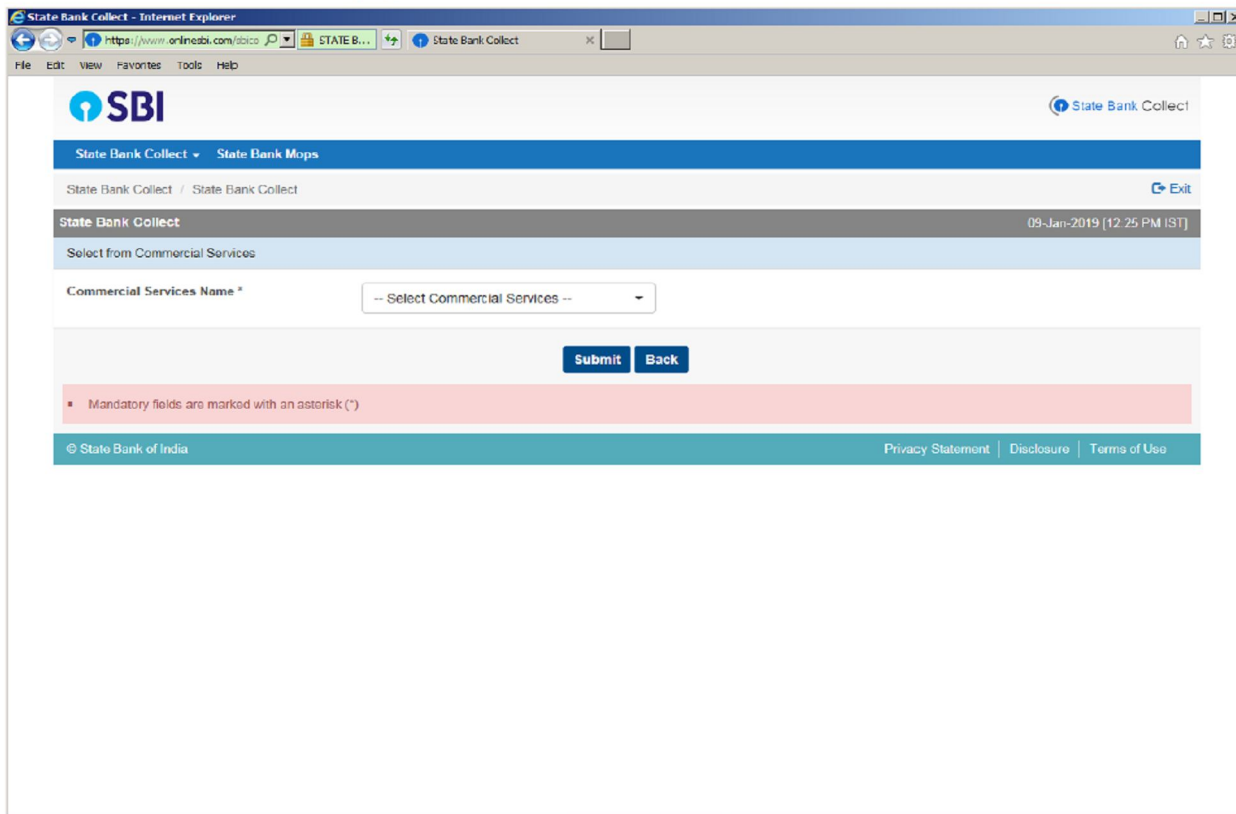 State Bank Collect - Internet Explorer
https://www.onlinesbi.com/sbico STATE B... State Bank Collect
File Edit View Favorites Tools Help
SBI State Bank Collect
State Bank Collect State Bank Mops
State Bank Collect / State Bank Collect Exit
State Bank Collect 09-Jan-2019 [12:25 PM IST]
Select from Commercial Services
Commercial Services Name * -- Select Commercial Services --
Submit Back
Mandatory fields are marked with an asterisk (*)
© State Bank of India Privacy Statement Disclosure Terms of Use